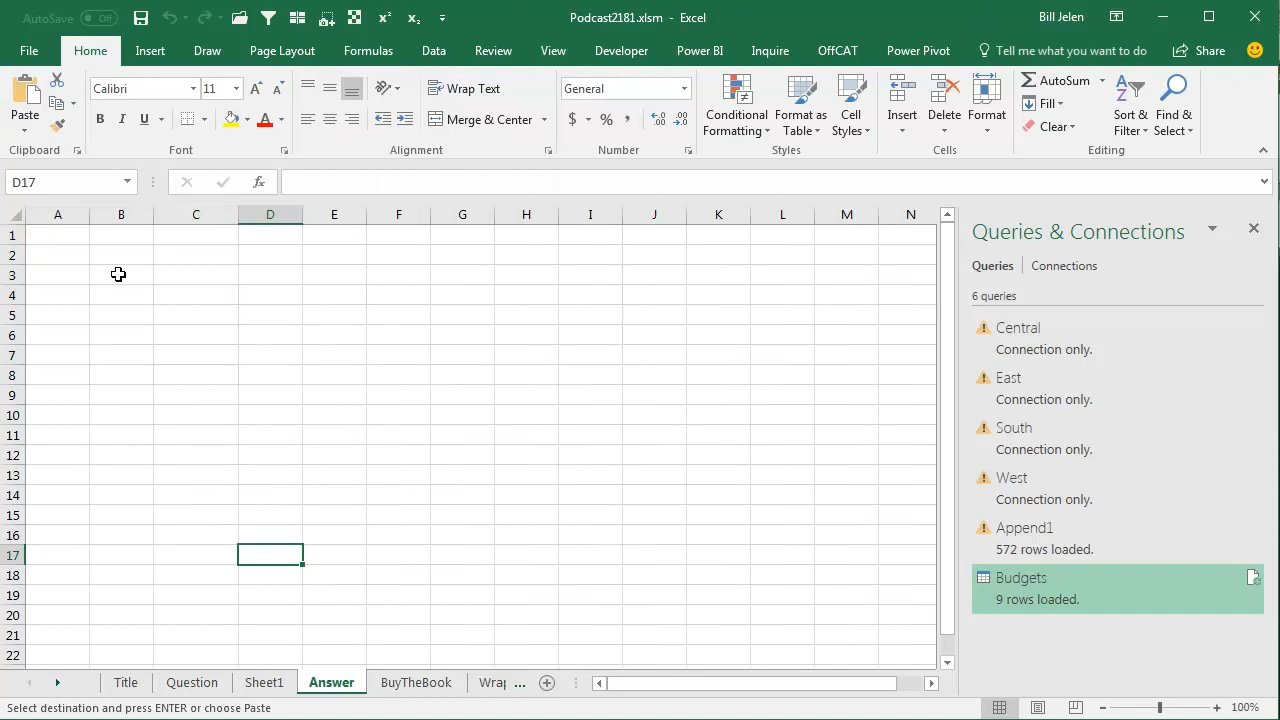 AutoSave Off Podcast2181.xlsm - Excel Bill Jelen
File Home Insert Draw Page Layout Formulas Data Review View Developer Power BI Inquire OffCAT Power Pivot Tell me what you want to do Share
Calibri 11 Wrap Text General AutoSum
Paste Conditional Format as Cell Insert Delete Format Fill Sort & Find &
B I U A Merge & Center $ % Formatting Table Styles Clear Filter Select
Clipboard Font Alignment Number Styles Cells Editing
D17 fx
A B C D E F G H I J K L M N
Queries & Connections
Queries Connections
6 queries
Central
Connection only.
East
Connection only.
South
Connection only.
West
Connection only.
Append1
572 rows loaded.
Budgets
9 rows loaded.
1
2
3
4
5
6
7
8
9
10
11
12
13
14
15
16
17
18
19
20
21
22
Title Question Sheet1 Answer BuyTheBook Wrap ...
Select destination and press ENTER or choose Paste 100%